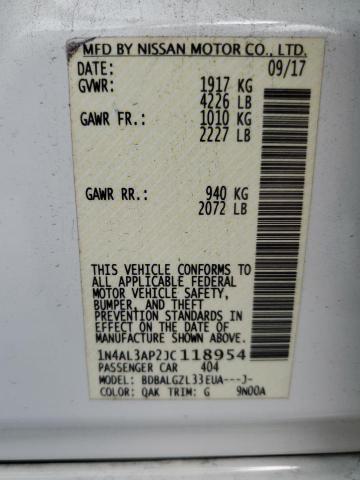 MFD BY NISSAN MOTOR CO., LTD.
DATE: 09/17
GVWR: 1917 KG
4226 LB
GAWR FR.: 1010 KG
2227 LB
GAWR RR.: 940 KG
2072 LB
THIS VEHICLE CONFORMS TO
ALL APPLICABLE FEDERAL
MOTOR VEHICLE SAFETY,
BUMPER, AND THEFT
PREVENTION STANDARDS IN
EFFECT ON THE DATE OF
MANUFACTURE SHOWN ABOVE.
1N4AL3AP2JC118954
PASSENGER CAR 404
MODEL: BDBALGZL33EUA---J-
COLOR: QAK TRIM: G 9N00A